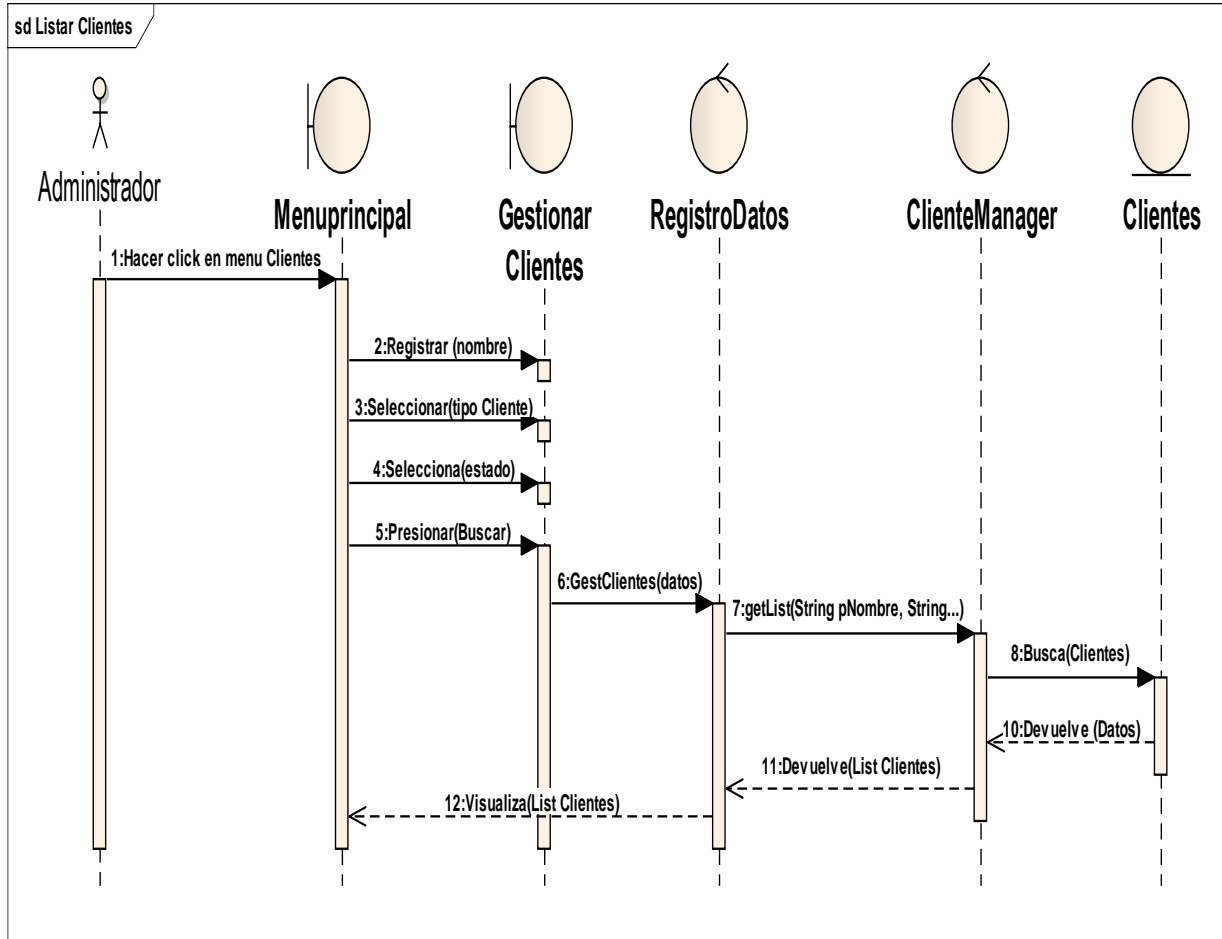 sd Listar Clientes
Administrador
Menuprincipal
Gestionar
Clientes
RegistroDatos
ClienteManager
Clientes
1:Hacer click en menu Clientes
2:Registrar (nombre)
3:Seleccionar(tipo Cliente)
4:Selecciona(estado)
5:Presionar(Buscar)
6:GestClientes(datos)
7:getList(String pNombre, String...)
8:Busca(Clientes)
10:Devuelve (Datos)
11:Devuelve(List Clientes)
12:Visualiza(List Clientes)